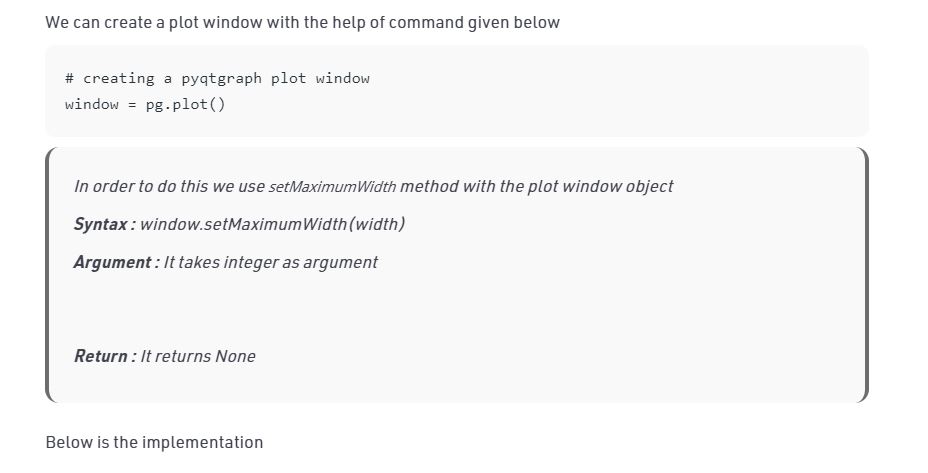 We can create a plot window with the help of command given below
# creating a pyqtgraph plot window
window = pg.plot()
In order to do this we use setMaximumWidth method with the plot window object
Syntax : window.setMaximumWidth(width)
Argument : It takes integer as argument
Return : It returns None
Below is the implementation